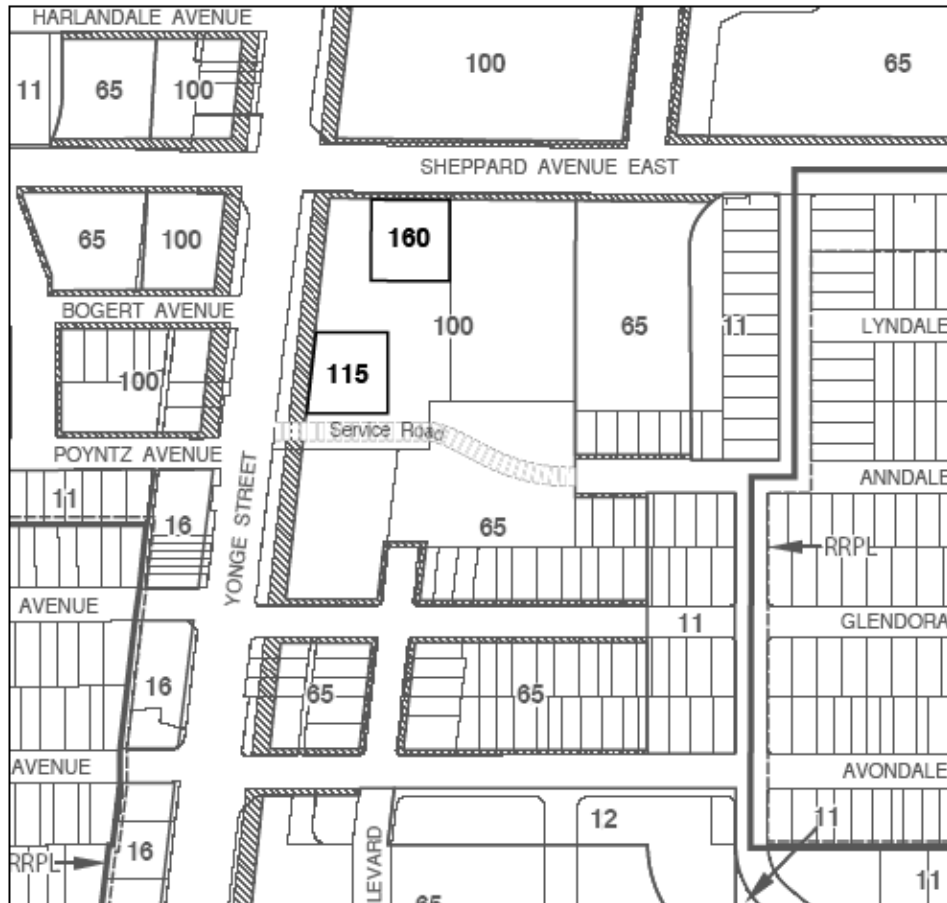 HARLANDALE AVENUE
11
65
100
100
65
SHEPPARD AVENUE EAST
65
100
160
BOGERT AVENUE
100
65
11
LYNDALE
100
115
Service Road
POYNTZ AVENUE
ANNDALE
11
16
65
YONGE STREET
RRPL
AVENUE
11
GLENDORA
16
65
65
AVENUE
AVONDALE
12
11
16
RRPL
LEVARD
11
65